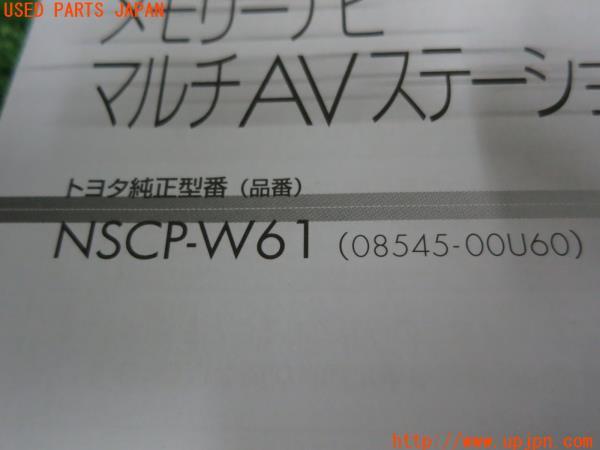 USED PARTS JAPAN
メモリーナビ
マルチAVステーショ
トヨタ純正型番（品番）
NSCP-W61（08545-00U60）
http://www.upjpn.com